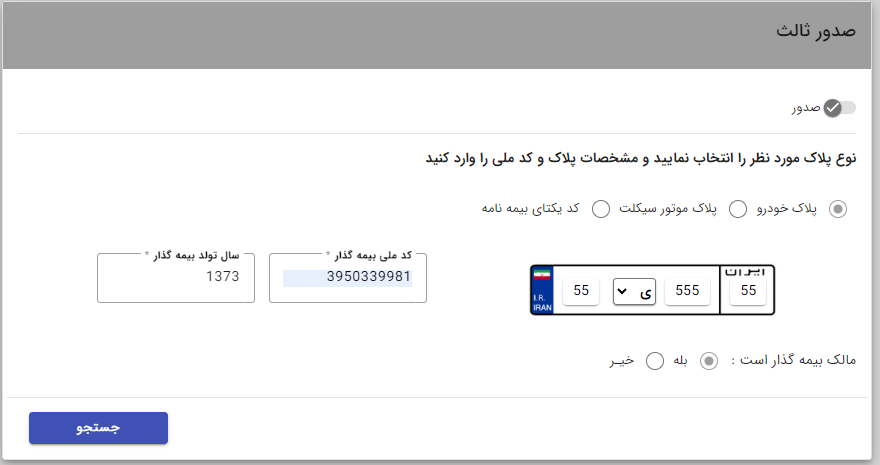 صدور ثالث
صدور
نوع پلاک مورد نظر را انتخاب نمایید و مشخصات پلاک و کد ملی را وارد کنید
پلاک خودرو پلاک موتور سیکلت کد یکتای بیمه نامه
ایران
55 ی 555 55
I.R.
IRAN
کد ملی بیمه گذار *
3950339981
سال تولد بیمه گذار *
1373
مالک بیمه گذار است : بله خیر
جستجو